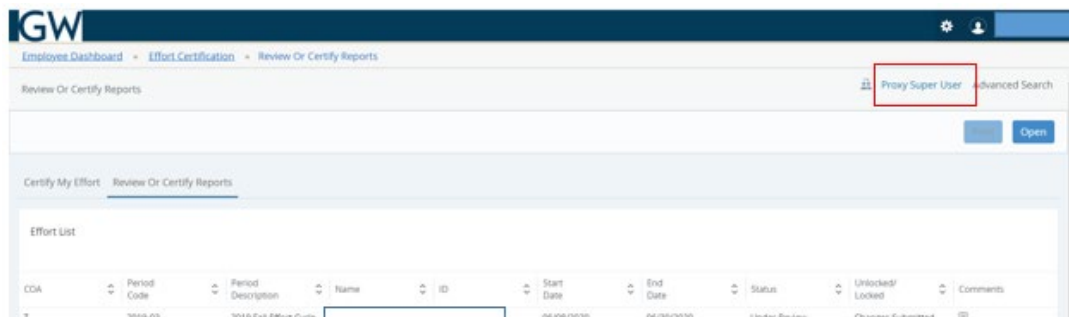 GW
Employee Dashboard • Effort Certification • Review Or Certify Reports
Review Or Certify Reports Proxy Super User Advanced Search
Open
Certify My Effort Review Or Certify Reports
Effort List
COA Period Code Period Description Name ID Start Date End Date Status Unlocked/ Locked Comments